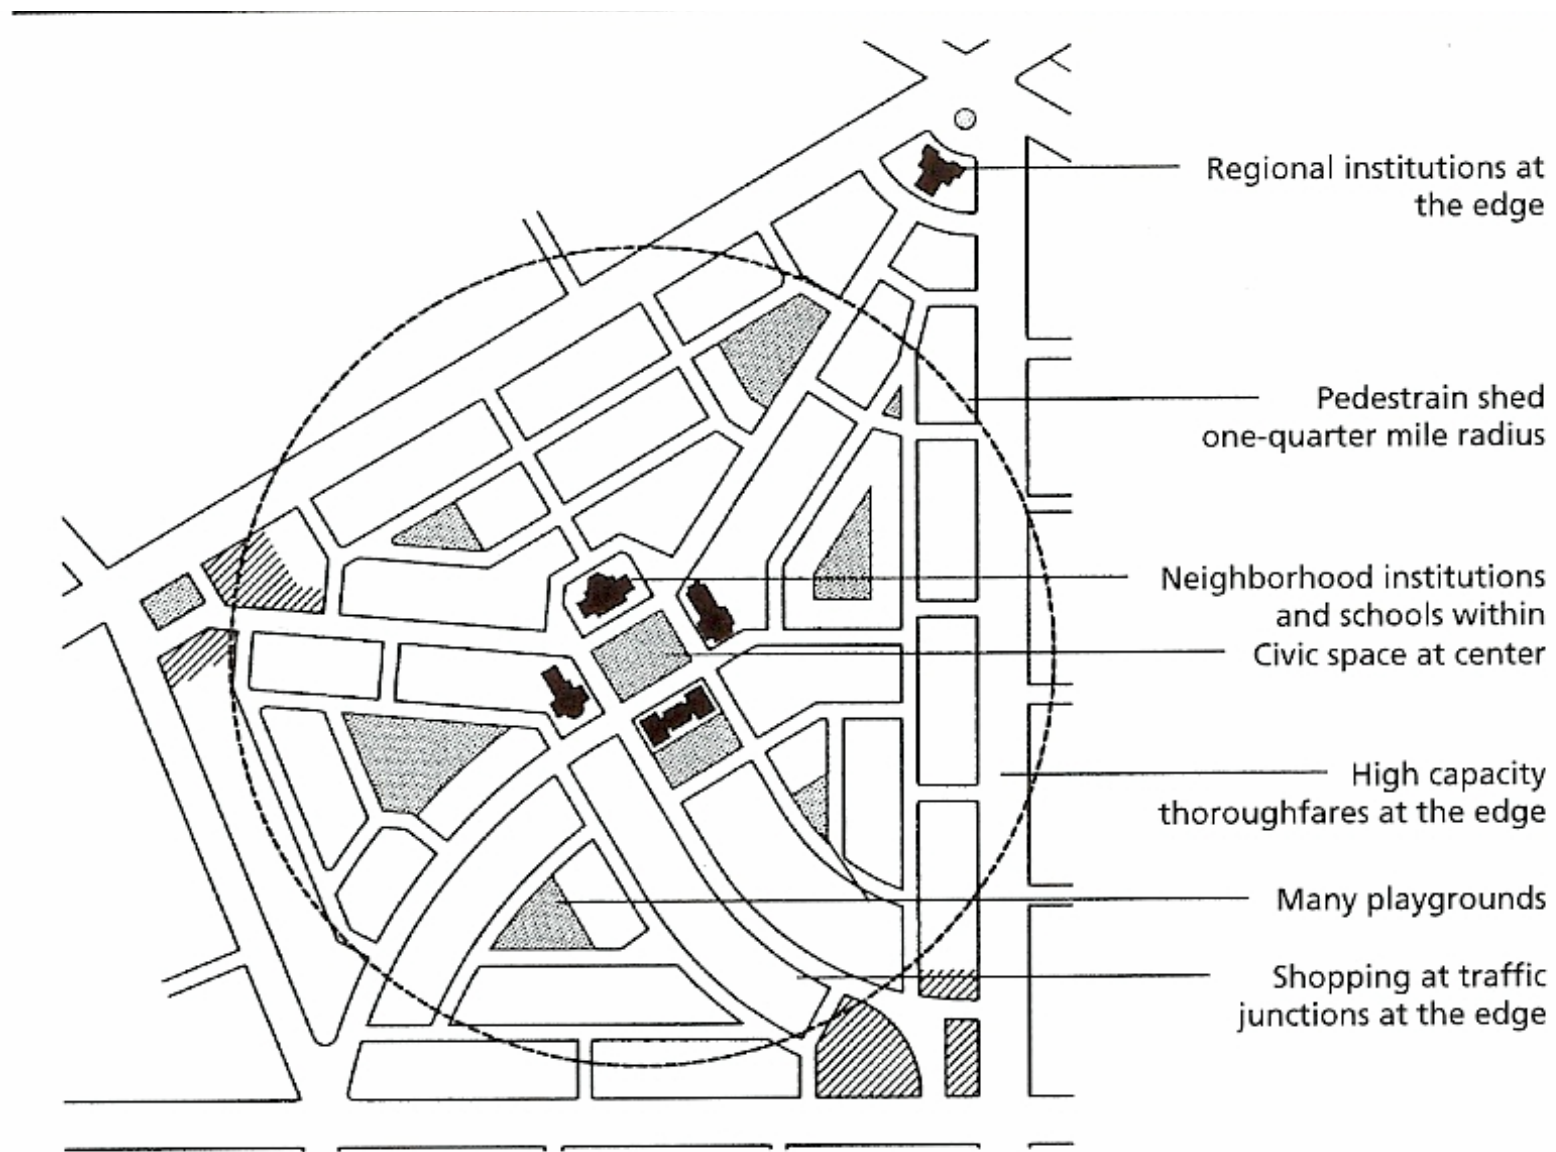 Regional institutions at
the edge
Pedestrain shed
one-quarter mile radius
Neighborhood institutions
and schools within
Civic space at center
High capacity
thoroughfares at the edge
Many playgrounds
Shopping at traffic
junctions at the edge